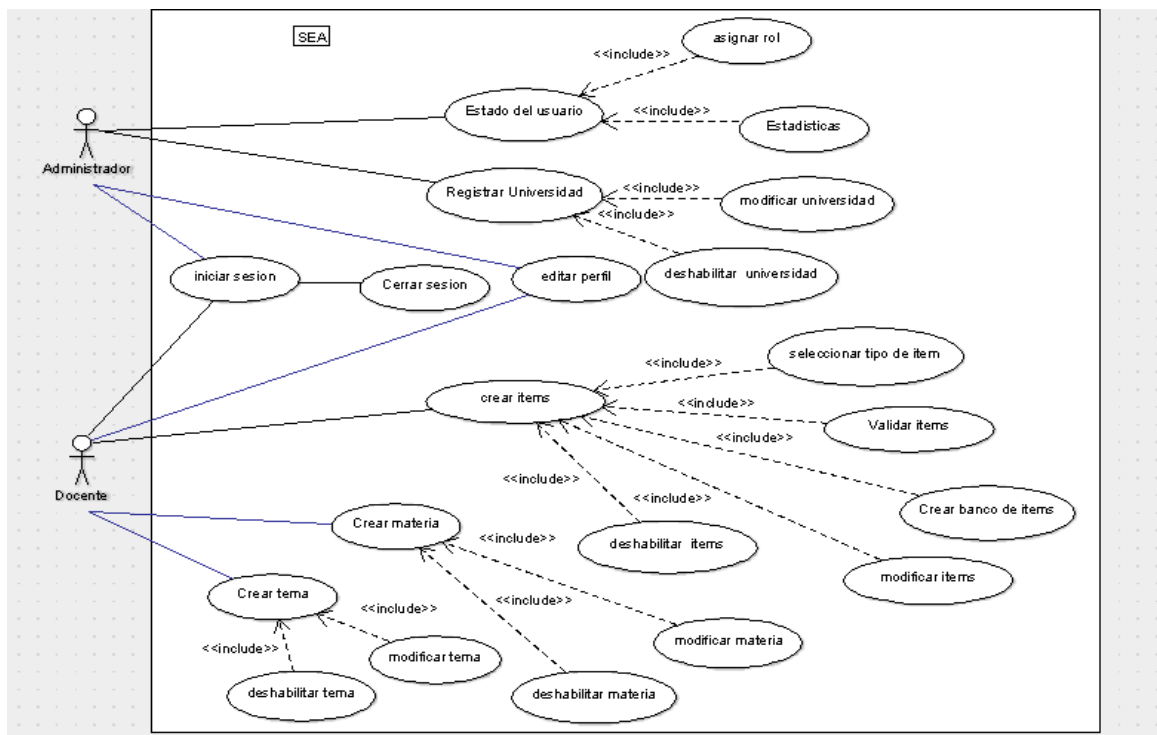 SEA
asignar rol
<<include>>
Estado del usuario
<<include>>
Estadisticas
Administrador
Registrar Universidad
<<include>>
modificar universidad
<<include>>
iniciar sesion
Cerrar sesion
editar perfil
deshabilitar universidad
seleccionar tipo de item
<<include>>
crear items
<<include>>
Validar items
<<include>>
Docente
<<include>>
Crear banco de items
Crear materia
<<include>>
<<include>>
deshabilitar items
modificar items
Crear tema
<<include>>
<<include>>
modificar materia
<<include>>
modificar tema
deshabilitar tema
deshabilitar materia